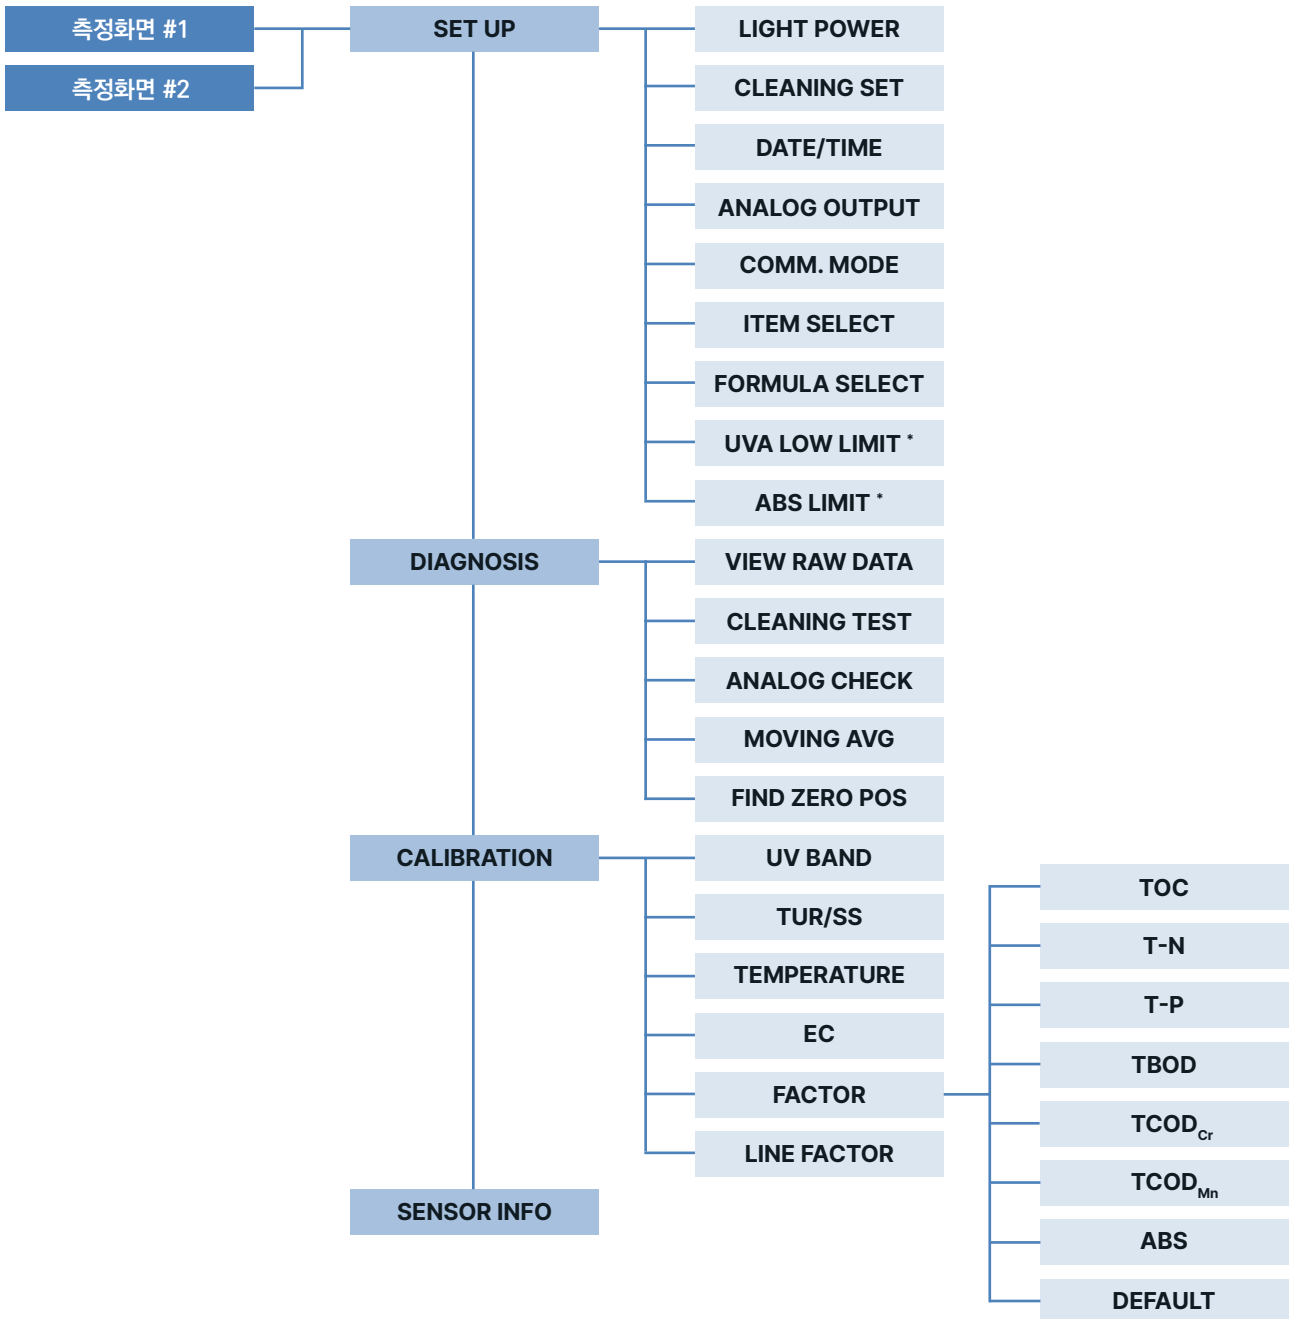 측정화면 #1
측정화면 #2
SET UP
LIGHT POWER
CLEANING SET
DATE/TIME
ANALOG OUTPUT
COMM. MODE
ITEM SELECT
FORMULA SELECT
UVA LOW LIMIT *
ABS LIMIT *
DIAGNOSIS
VIEW RAW DATA
CLEANING TEST
ANALOG CHECK
MOVING AVG
FIND ZERO POS
CALIBRATION
UV BAND
TUR/SS
TEMPERATURE
EC
FACTOR
TOC
T-N
T-P
TBOD
TCODCr
TCODMn
ABS
DEFAULT
LINE FACTOR
SENSOR INFO